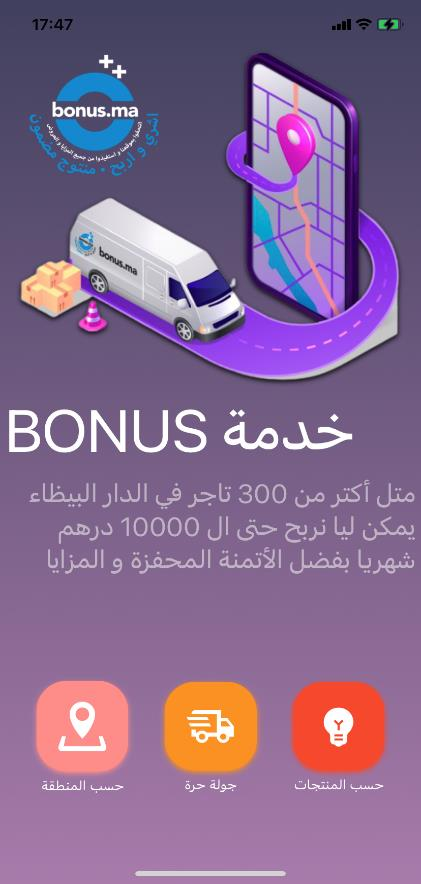 17:47
bonus.ma
اشري و اربح • منتوج مضمون
bonus.ma
خدمة BONUS
متل أكتر من 300 تاجر في الدار البيظاء
يمكن ليا نربح حتى ال 10000 درهم
شهريا بفضل الأتمنة المحفزة و المزايا
حسب المنطقة
جولة حرة
حسب المنتجات